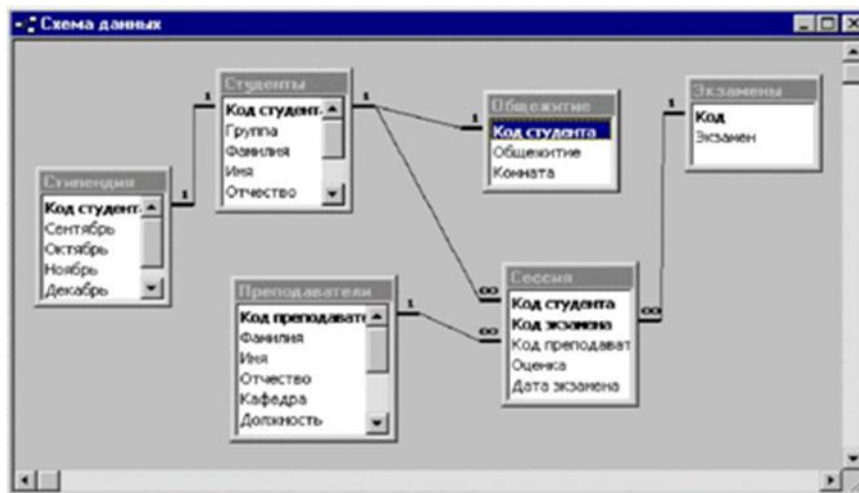 Схема данных
Студенты
Код студент
Группа
Фамилия
Имя
Отчество
Общежитие
Код студента
Общежитие
Комната
Экзамены
Код
Экзамен
Стипендия
Код студент
Сентябрь
Октябрь
Ноябрь
Декабрь
Преподаватели
Код преподавате
Фамилия
Имя
Отчество
Кафедра
Должность
Сессия
Код студента
Код экзамена
Код преподават
Оценка
Дата экзамена
1
1
1
1
1
1
∞
∞
∞